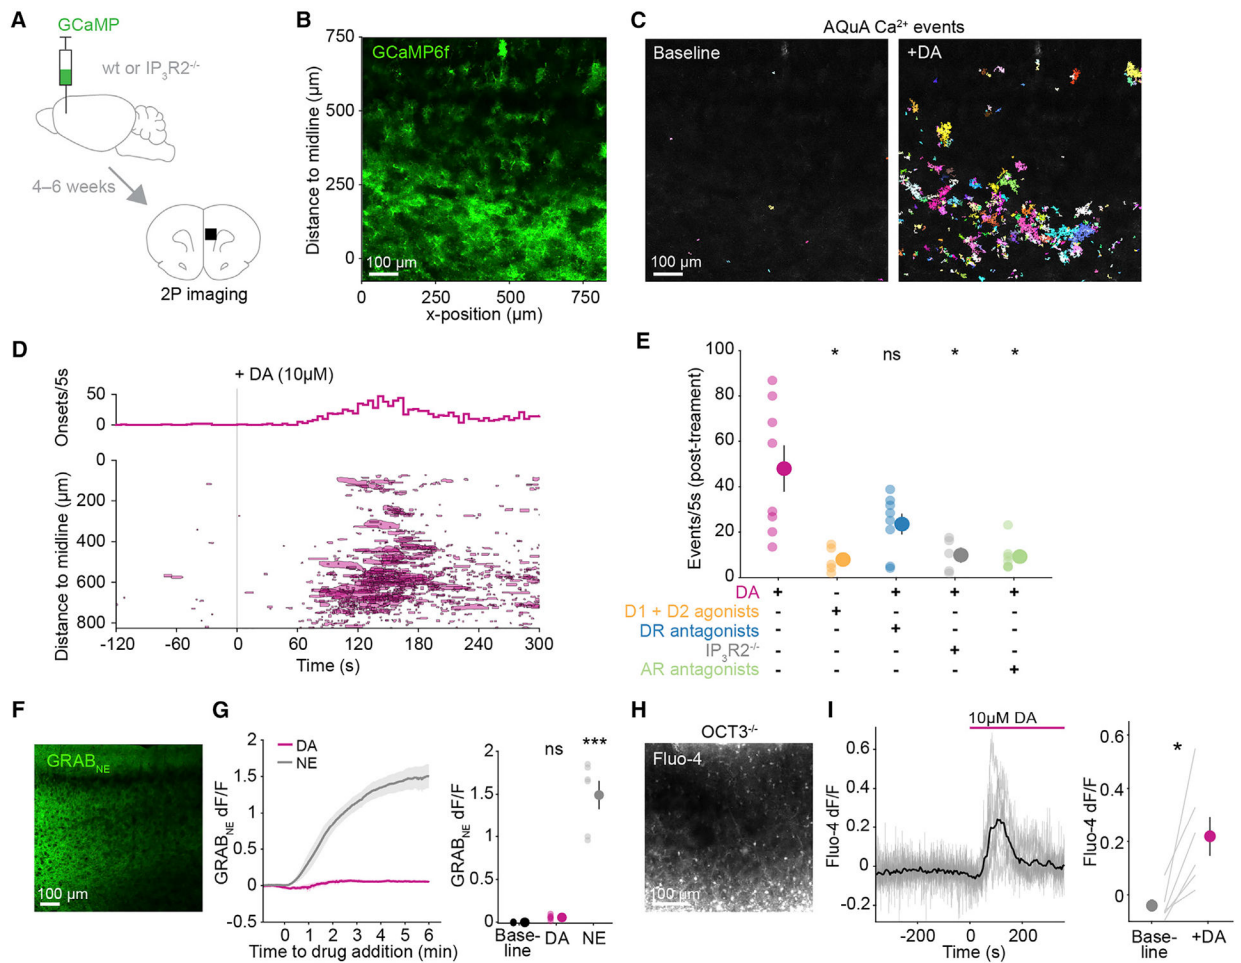 A
GCaMP
wt or IP3R2-/-
4–6 weeks
2P imaging
B
GCaMP6f
Distance to midline (µm)
750
500
250
0
100 µm
0
250
500
750
x-position (µm)
C
AQuA Ca2+ events
Baseline
+DA
100 µm
D
+ DA (10µM)
Onsets/5s
50
0
Distance to midline (µm)
0
200
400
600
800
-120
-60
0
60
120
180
240
300
Time (s)
E
Events/5s (post-treatment)
100
80
60
40
20
0
*
ns
*
*
DA + - + + +
D1 + D2 agonists - + - - -
DR antagonists - - + - -
IP3R2-/- - - - + -
AR antagonists - - - - +
F
GRABNE
100 µm
G
GRABNE dF/F
2
1.5
1
0.5
0
-0.5
DA
NE
0 1 2 3 4 5 6
Time to drug addition (min)
GRABNE dF/F
2
1.5
1
0.5
0
ns
***
Base-
line
DA
NE
H
OCT3-/-
Fluo-4
100 µm
I
10µM DA
Fluo-4 dF/F
0.6
0.4
0.2
0
-0.2
-200
0
200
Time (s)
Fluo-4 dF/F
0.6
0.4
0.2
0
*
Base-
line
+DA